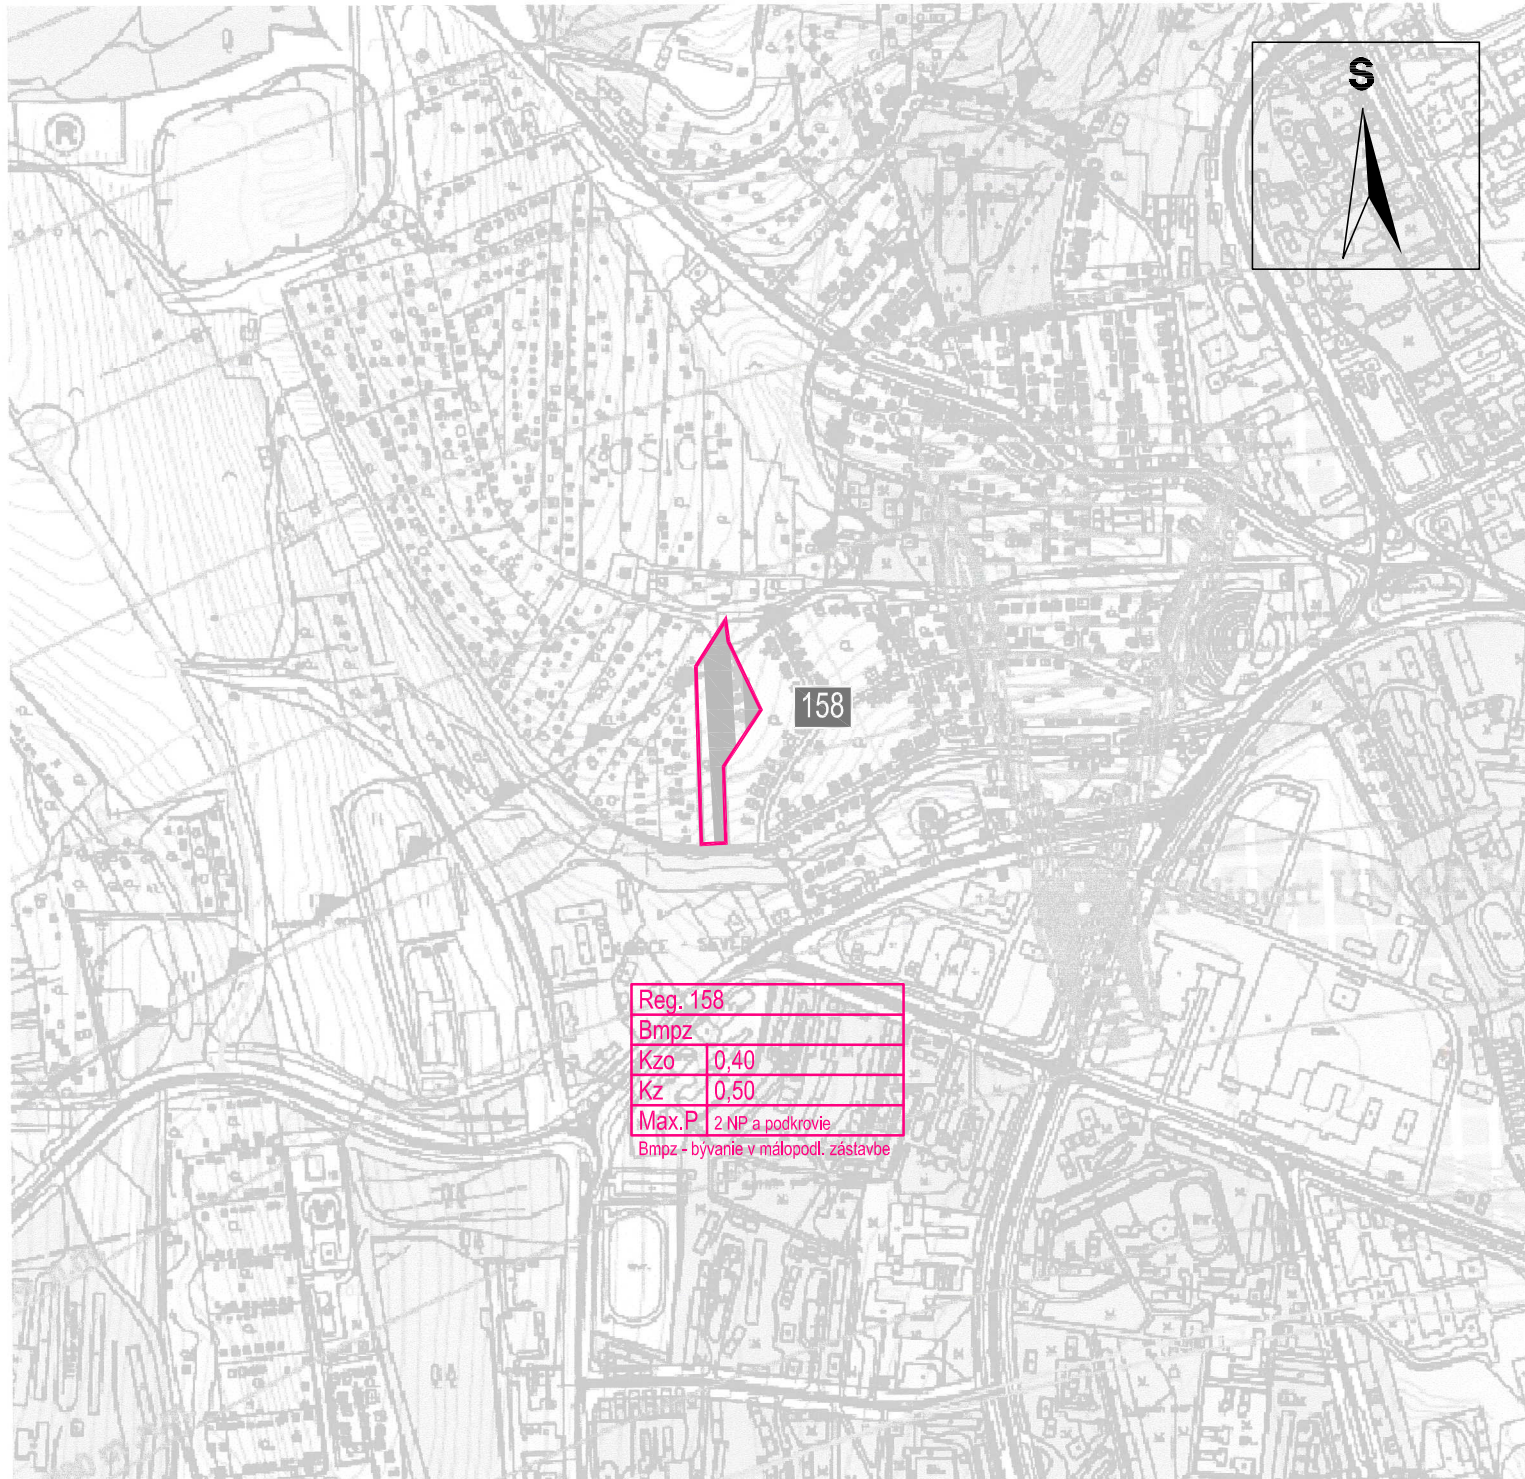 S
R
KOŠICE
158
Reg. 158
Bmpz
Kzo 0,40
Kz 0,50
Max.P 2 NP a podkrovie
Bmpz - bývanie v málopodl. zástavbe